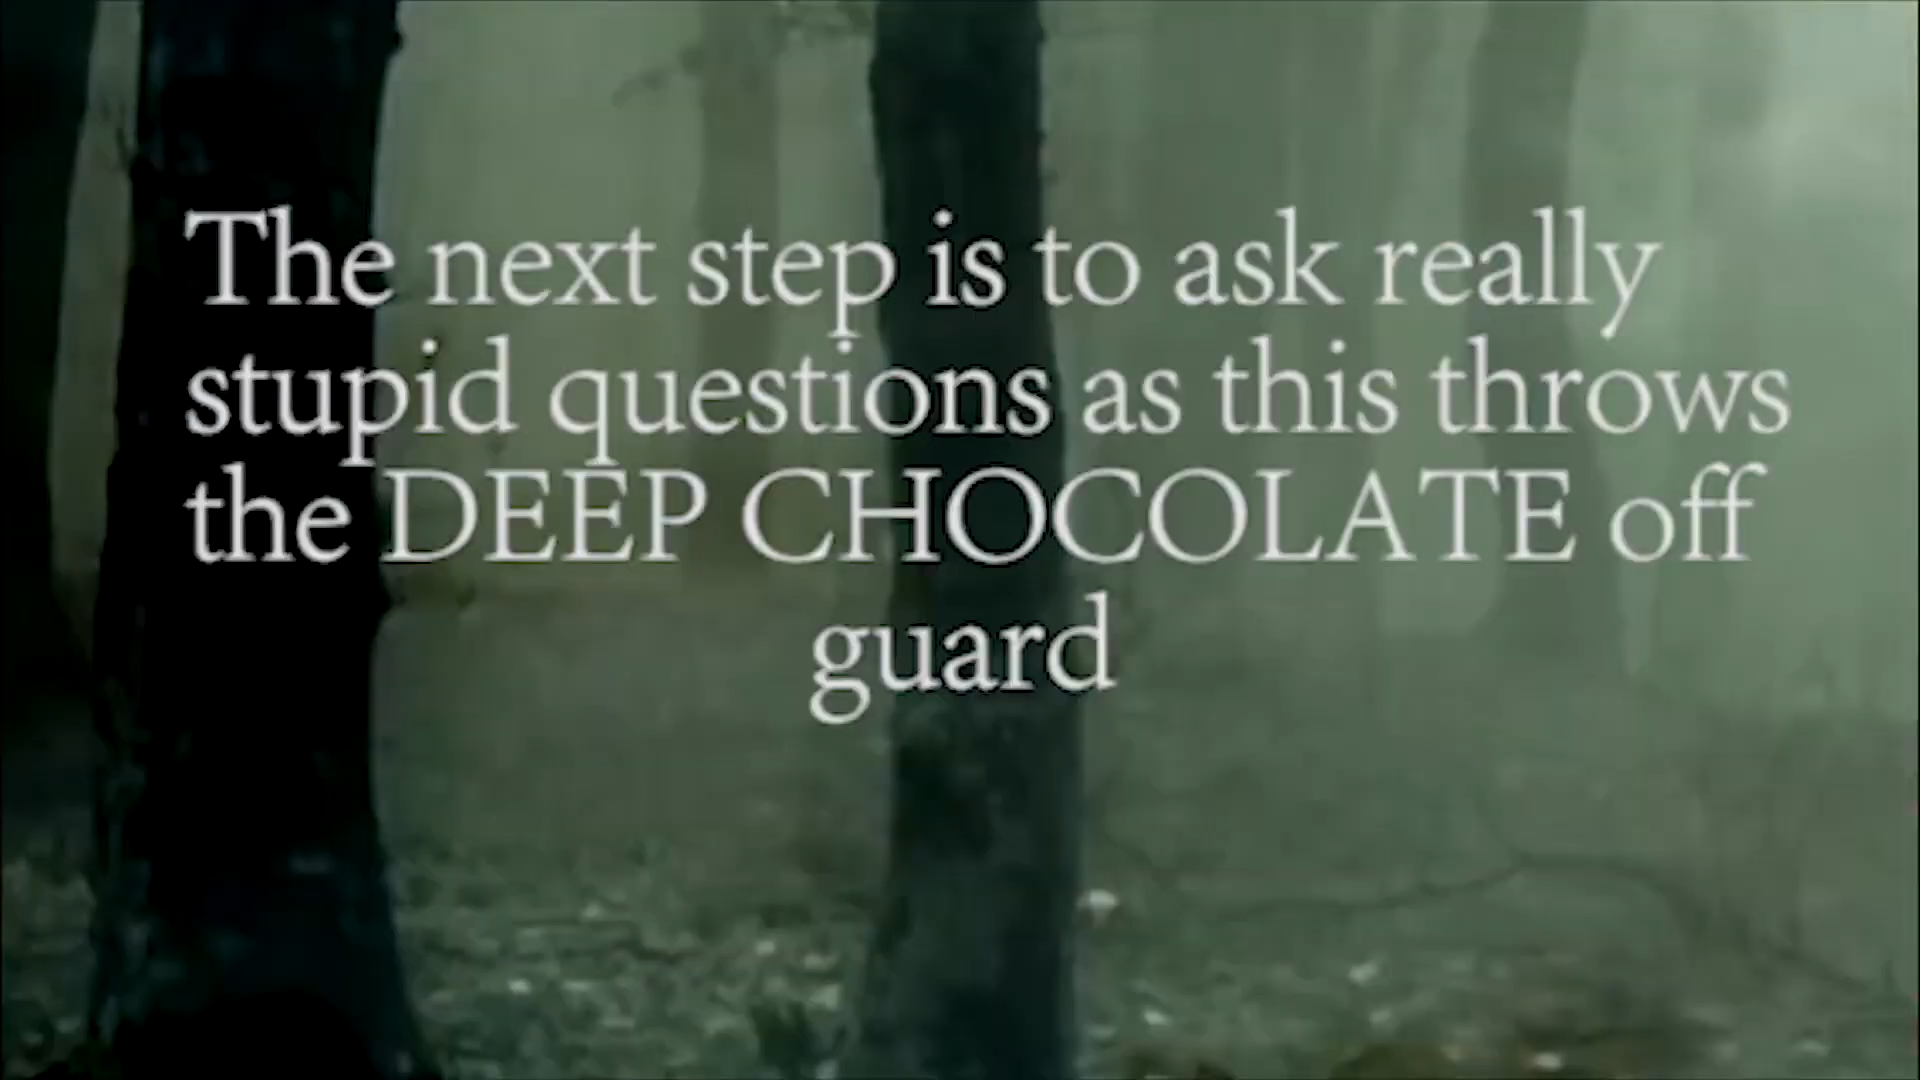 The next step is to ask really
stupid questions as this throws
the DEEP CHOCOLATE off
guard